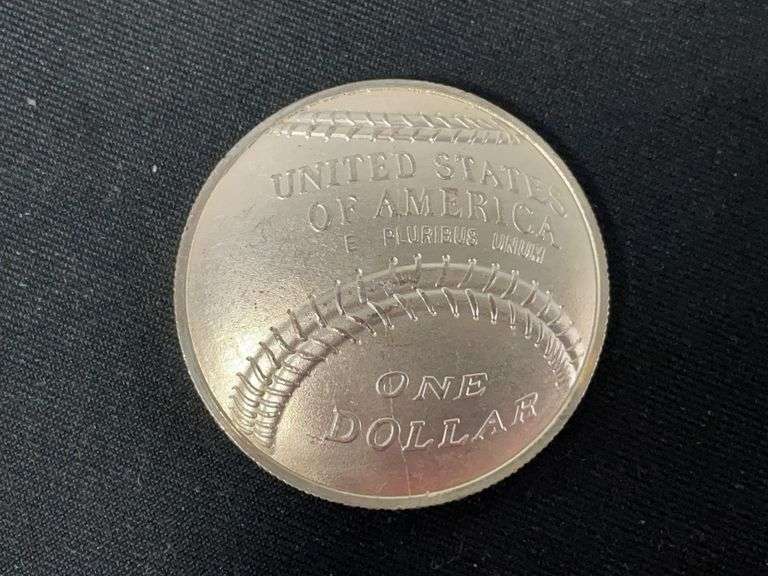 UNITED STATES
OF AMERICA
E PLURIBUS UNUM
ONE
DOLLAR